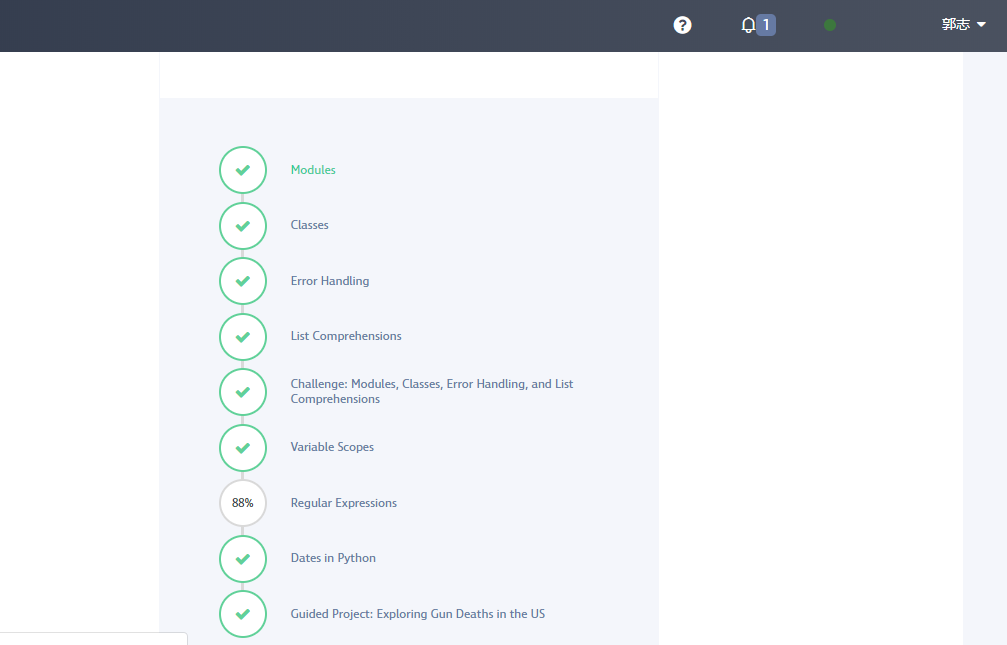 ?
1
郭志
Modules
Classes
Error Handling
List Comprehensions
Challenge: Modules, Classes, Error Handling, and List
Comprehensions
Variable Scopes
88%
Regular Expressions
Dates in Python
Guided Project: Exploring Gun Deaths in the US